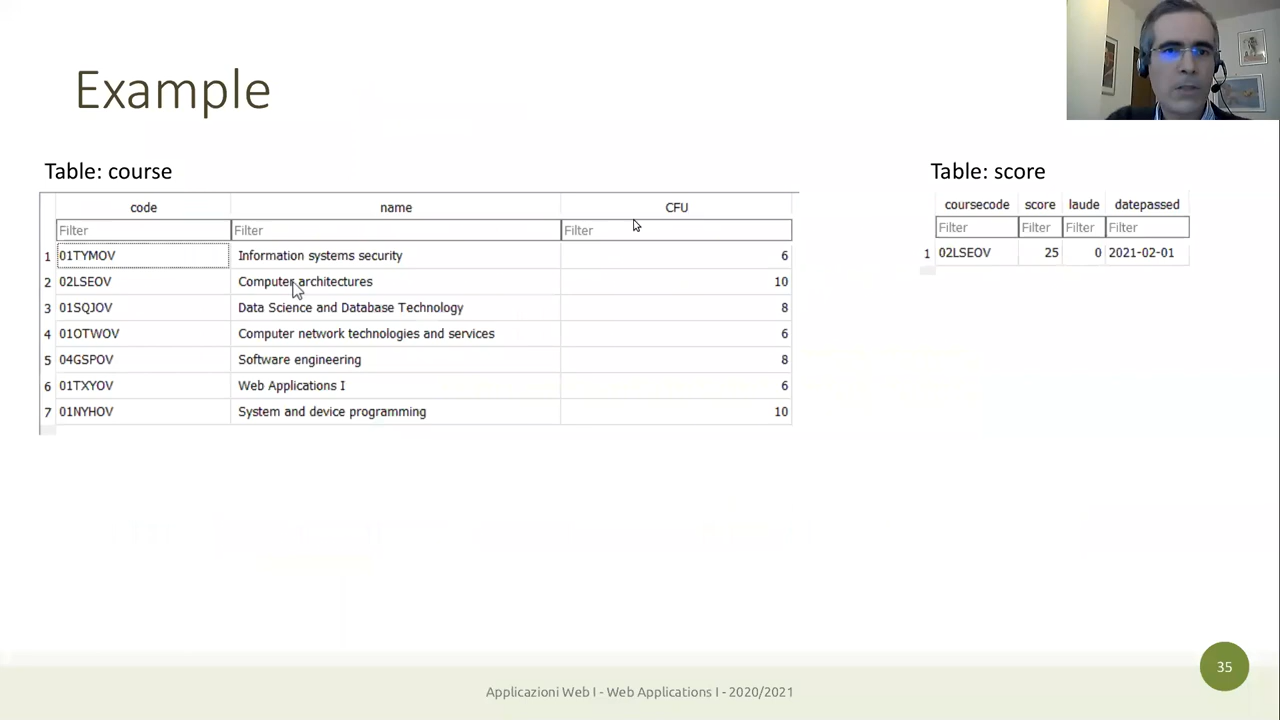 Example
Table: course
code name CFU
Filter Filter Filter
1 01TYMOV Information systems security 6
2 02LSEOV Computer architectures 10
3 01SQJOV Data Science and Database Technology 8
4 01OTWOV Computer network technologies and services 6
5 04GSPOV Software engineering 8
6 01TXYOV Web Applications I 6
7 01NYHOV System and device programming 10
Table: score
coursecode score laude datepassed
Filter Filter Filter Filter
1 02LSEOV 25 0 2021-02-01
Applicazioni Web I - Web Applications I - 2020/2021
35